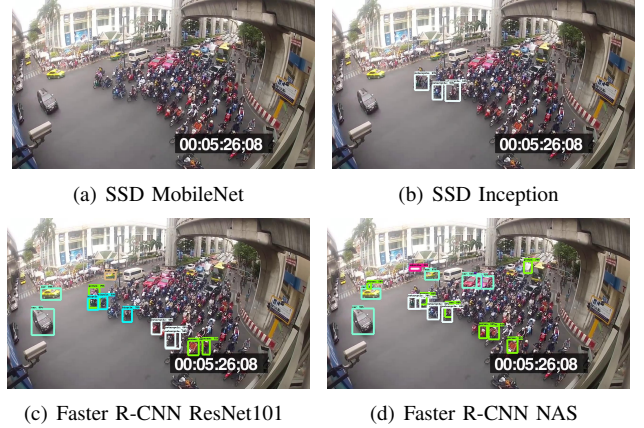 00:05:26;08
00:05:26;08
(a) SSD MobileNet
(b) SSD Inception
00:05:26;08
00:05:26;08
(c) Faster R-CNN ResNet101
(d) Faster R-CNN NAS